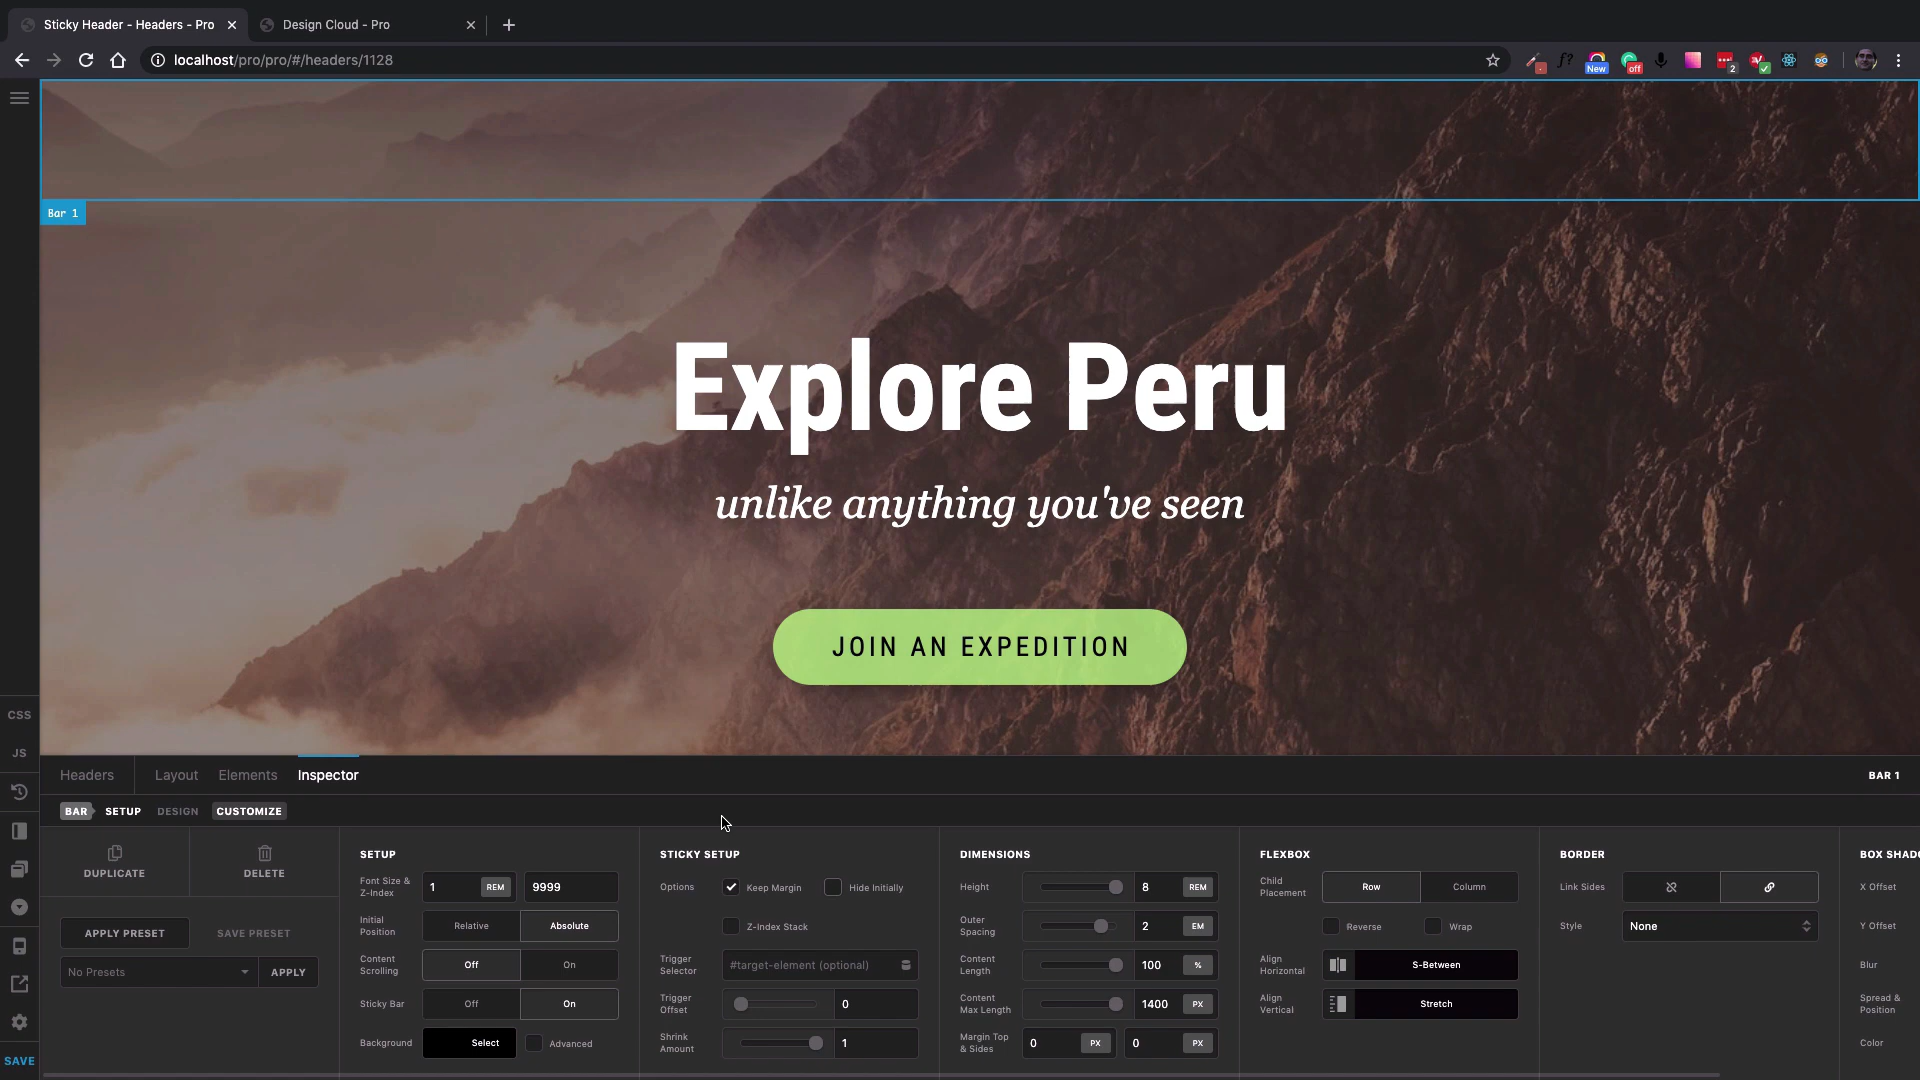 Sticky Header - Headers - Pro
Design Cloud - Pro
localhost/pro/pro/#/headers/1128
New
off
2
Bar 1
Explore Peru
unlike anything you've seen
JOIN AN EXPEDITION
CSS
JS
SAVE
Headers
Layout
Elements
Inspector
BAR 1
BAR
SETUP
DESIGN
CUSTOMIZE
DUPLICATE
DELETE
APPLY PRESET
SAVE PRESET
No Presets
APPLY
SETUP
Font Size &
Z-Index
1
REM
9999
Initial
Position
Relative
Absolute
Content
Scrolling
Off
On
Sticky Bar
Off
On
Background
Select
Advanced
STICKY SETUP
Options
Keep Margin
Hide Initially
Z-Index Stack
Trigger
Selector
#target-element (optional)
Trigger
Offset
0
Shrink
Amount
1
DIMENSIONS
Height
8
REM
Outer
Spacing
2
EM
Content
Length
100
%
Content
Max Length
1400
PX
Margin Top
& Sides
0
PX
0
PX
FLEXBOX
Child
Placement
Row
Column
Reverse
Wrap
Align
Horizontal
S-Between
Align
Vertical
Stretch
BORDER
Link Sides
Style
None
BOX SHAD
X Offset
Y Offset
Blur
Spread &
Position
Color